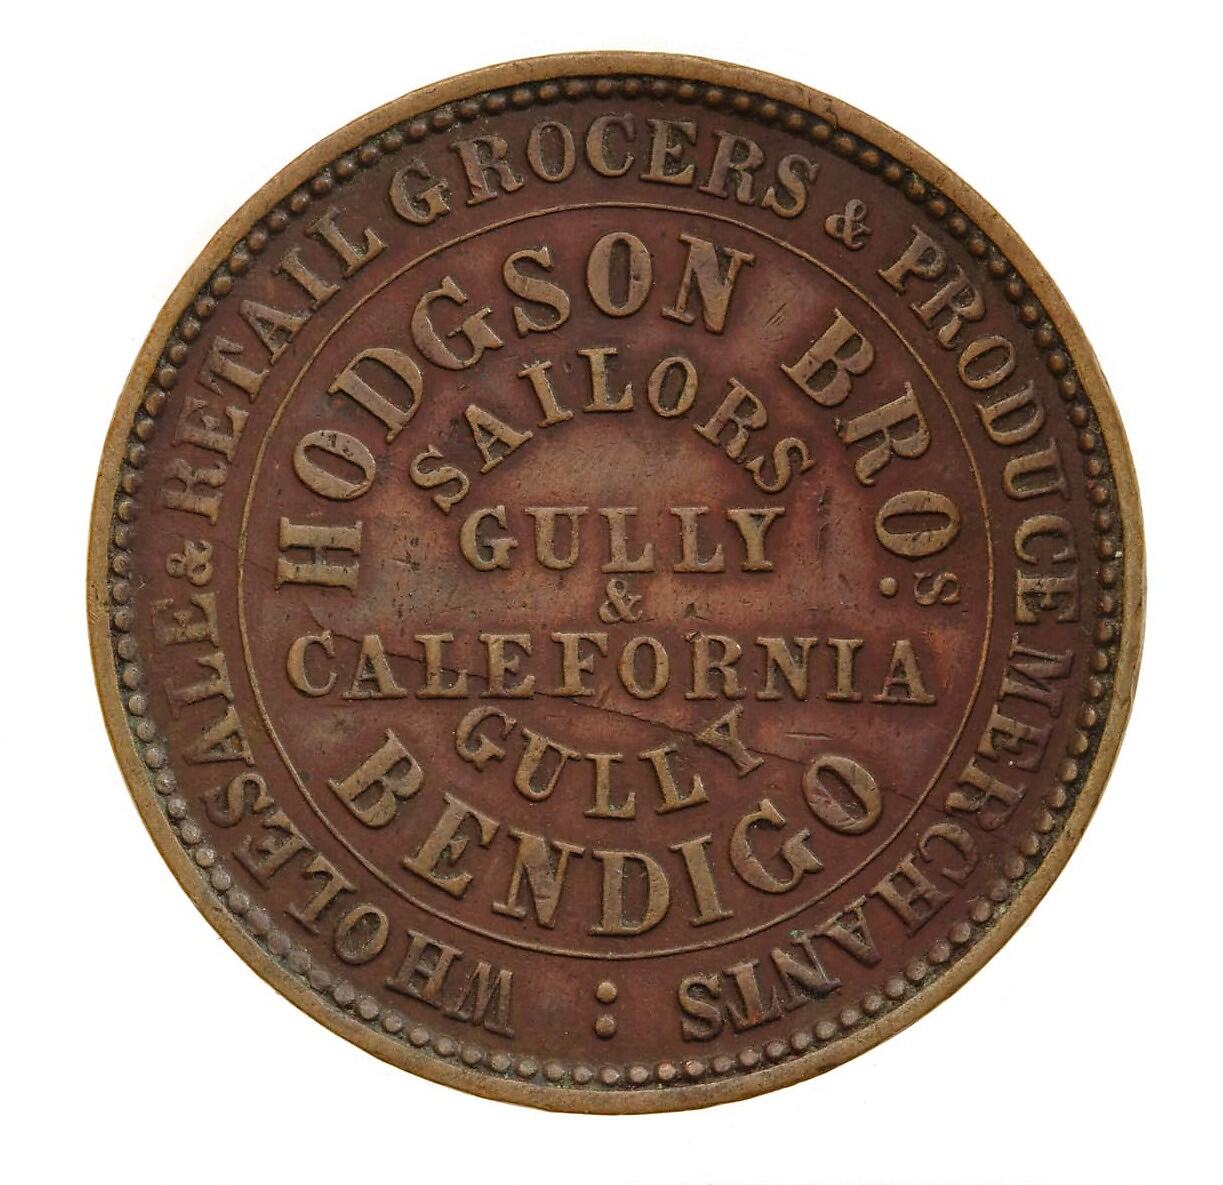 WHOLESALE & RETAIL GROCERS & PRODUCE MERCHANTS :
HODGSON BROS.
SAILORS
GULLY
&
CALEFORNIA
GULLY
BENDIGO